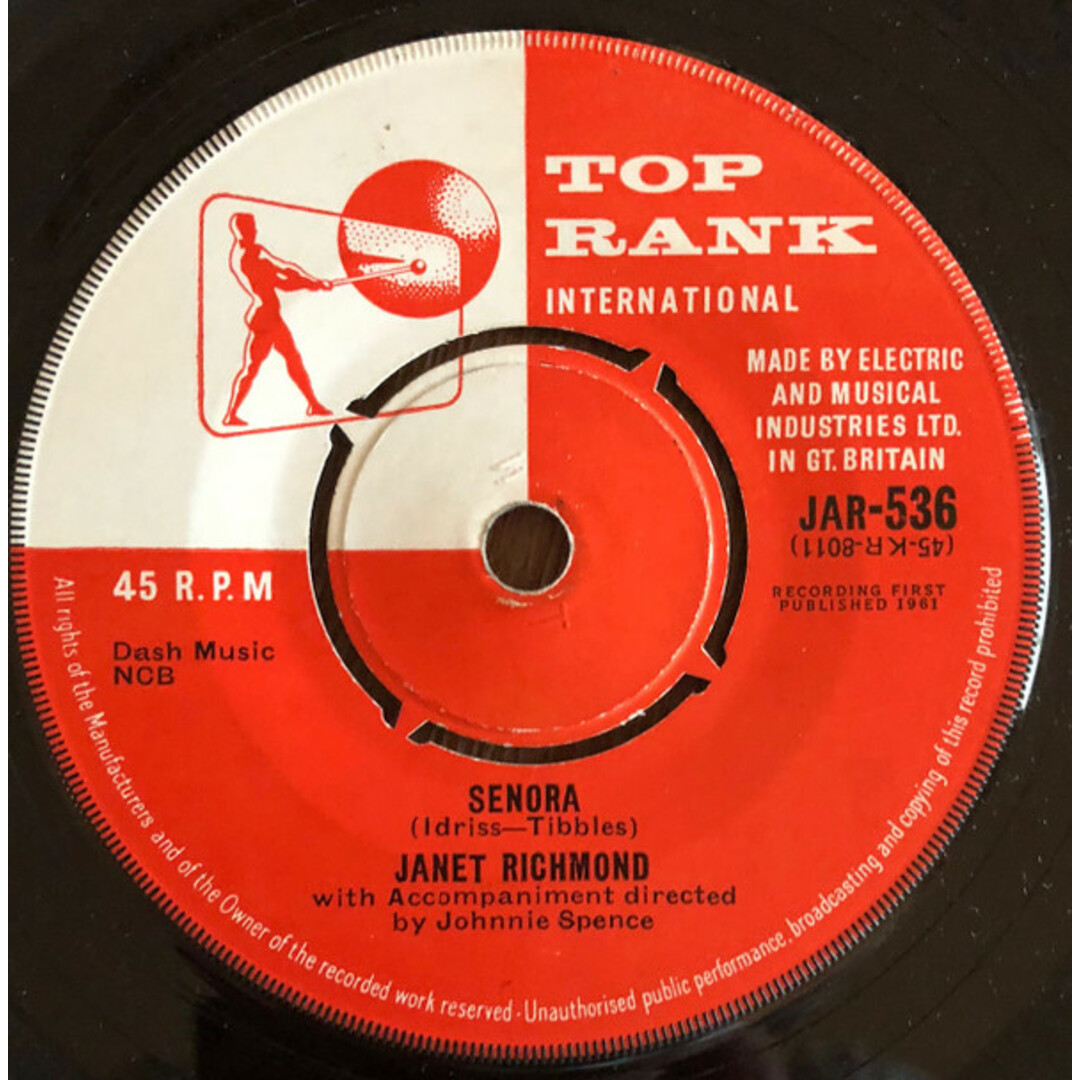 TOP
RANK
INTERNATIONAL
MADE BY ELECTRIC
AND MUSICAL
INDUSTRIES LTD.
IN GT. BRITAIN
JAR-536
(45-KR-8011)
RECORDING FIRST
PUBLISHED 1961
45 R.P.M
Dash Music
NCB
SENORA
(Idriss—Tibbles)
JANET RICHMOND
with Accompaniment directed
by Johnnie Spence
All rights of the Manufacturers and of the Owner of the recorded work reserved · Unauthorised public performance, broadcasting and copying of this record prohibited